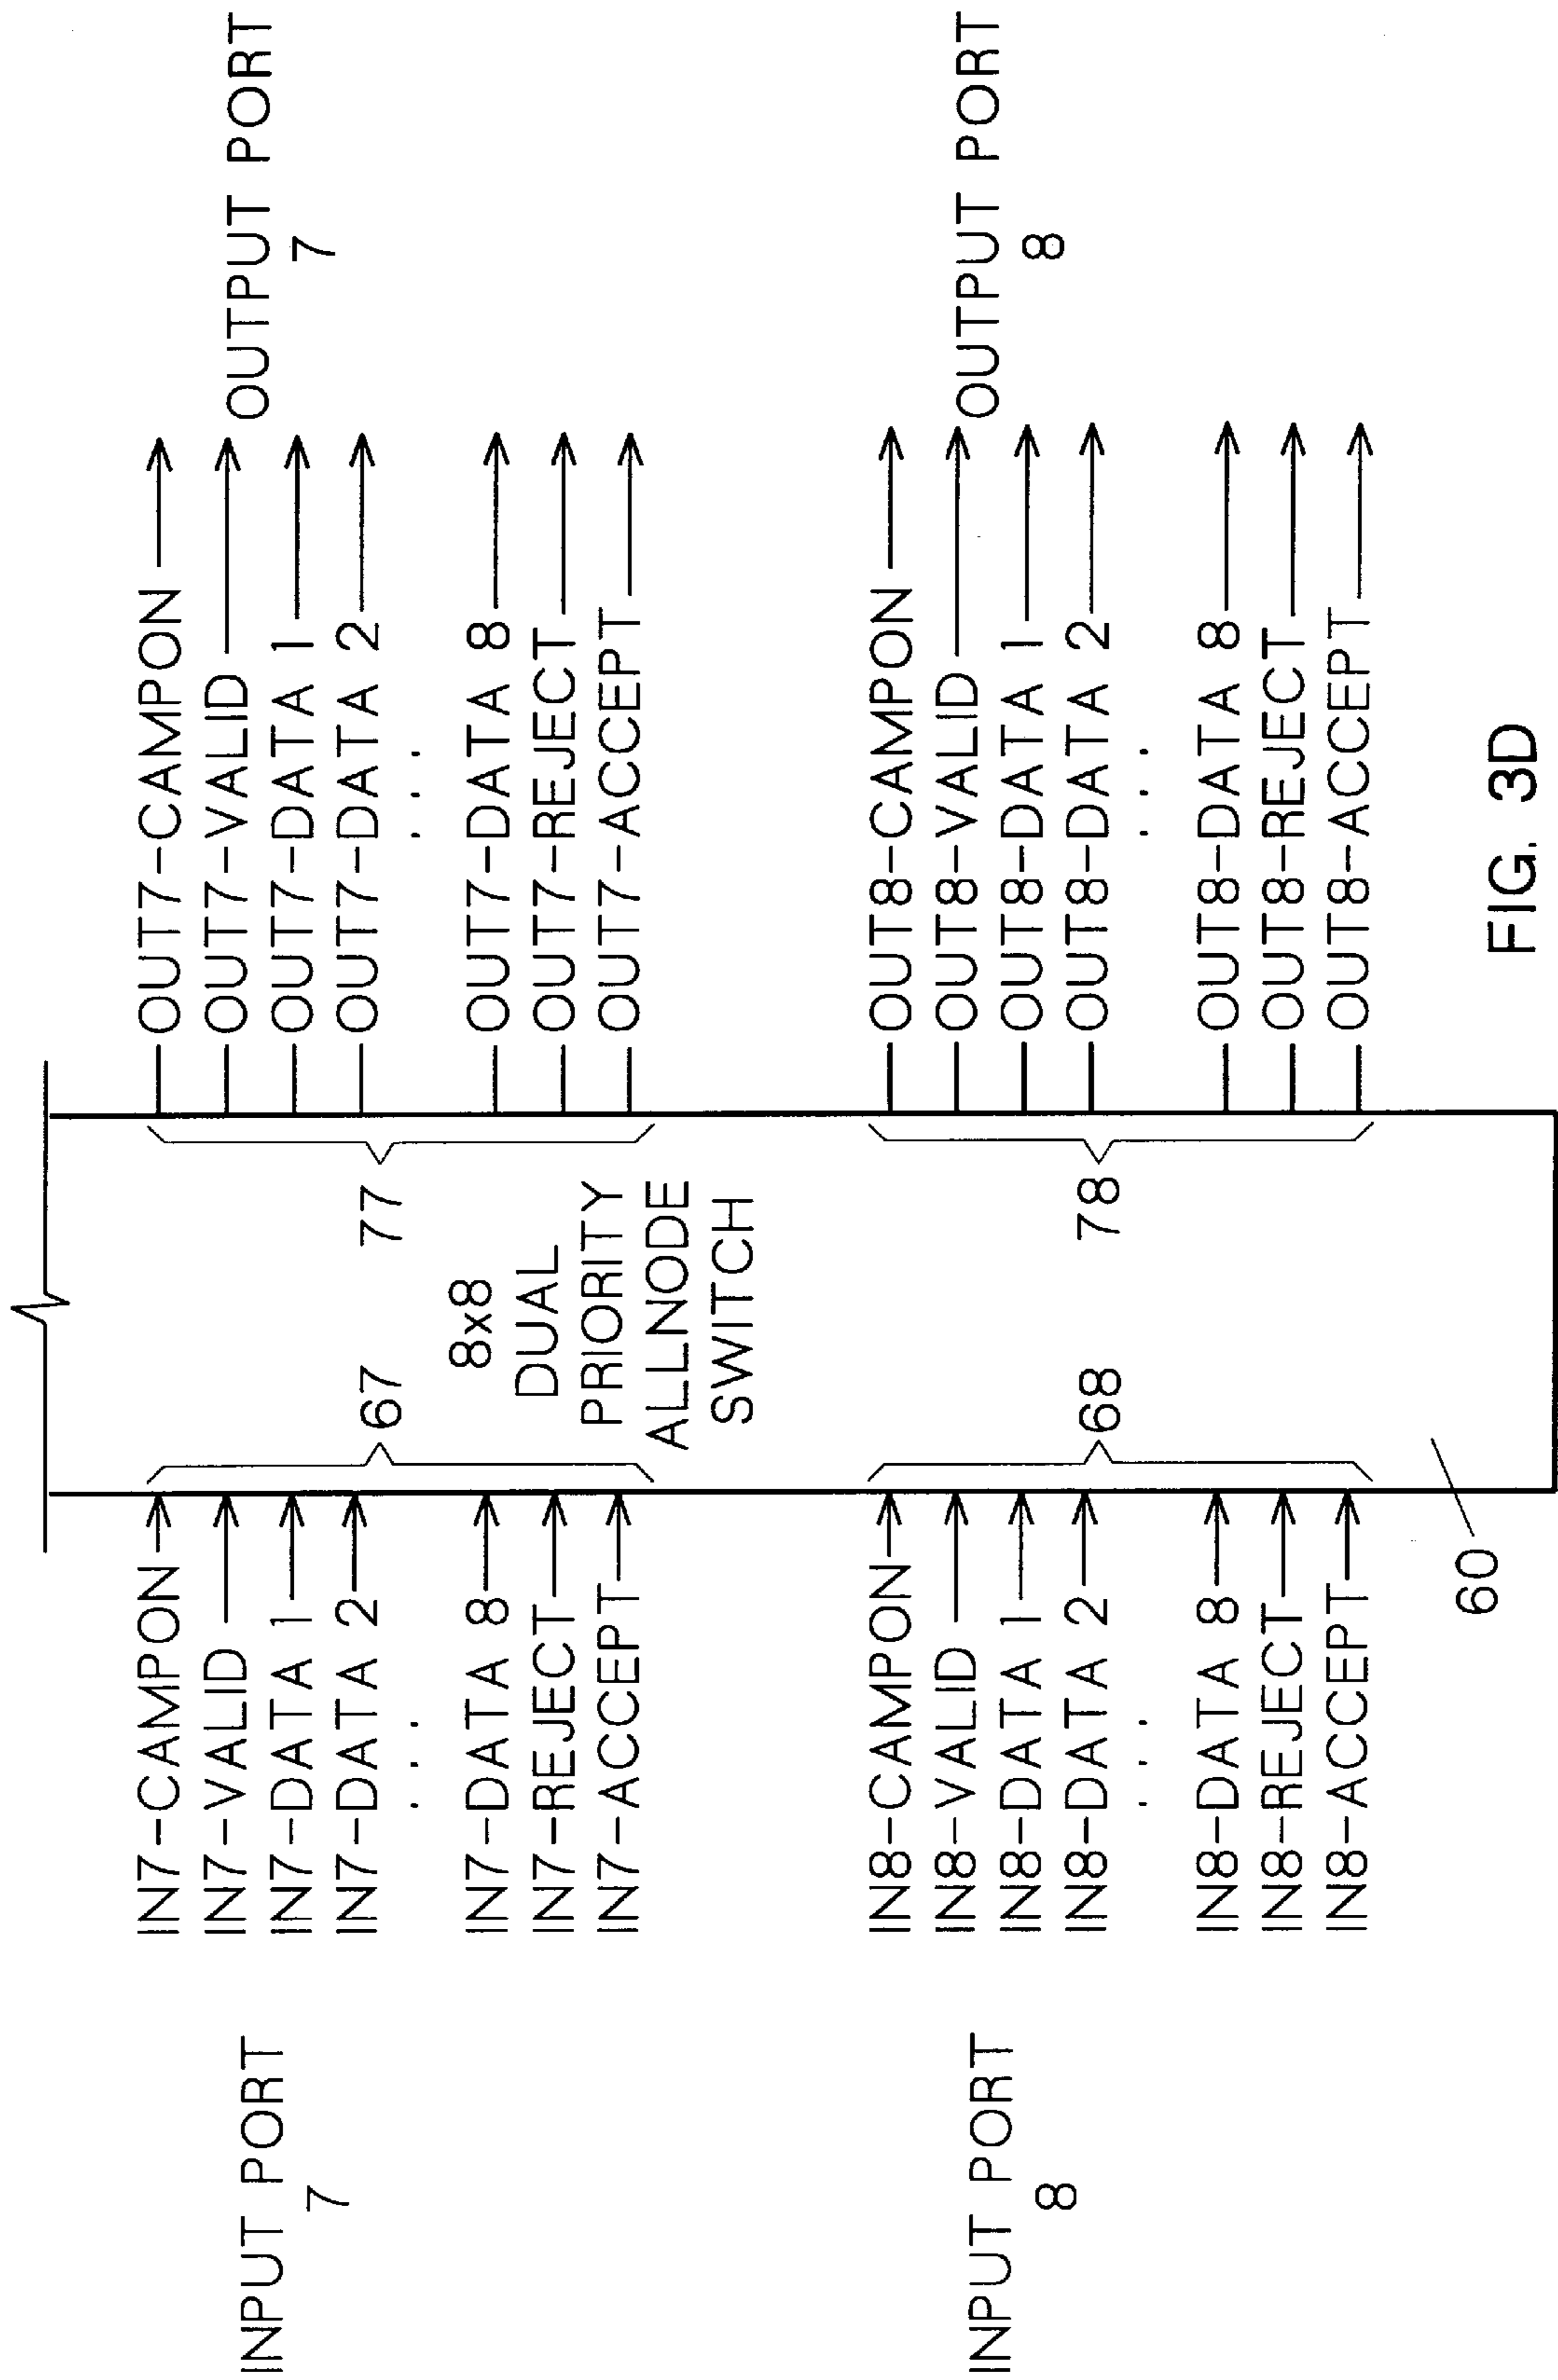 INPUT PORT
7
IN7-CAMPON
IN7-VALID
IN7-DATA 1
IN7-DATA 2
. . .
IN7-DATA 8
IN7-REJECT
IN7-ACCEPT
67
8x8
DUAL
PRIORITY
ALLNODE
SWITCH
77
OUT7-CAMPON
OUT7-VALID
OUT7-DATA 1
OUT7-DATA 2
. . .
OUT7-DATA 8
OUT7-REJECT
OUT7-ACCEPT
OUTPUT PORT
7
INPUT PORT
8
IN8-CAMPON
IN8-VALID
IN8-DATA 1
IN8-DATA 2
. . .
IN8-DATA 8
IN8-REJECT
IN8-ACCEPT
68
78
OUT8-CAMPON
OUT8-VALID
OUT8-DATA 1
OUT8-DATA 2
. . .
OUT8-DATA 8
OUT8-REJECT
OUT8-ACCEPT
OUTPUT PORT
8
60
FIG. 3D